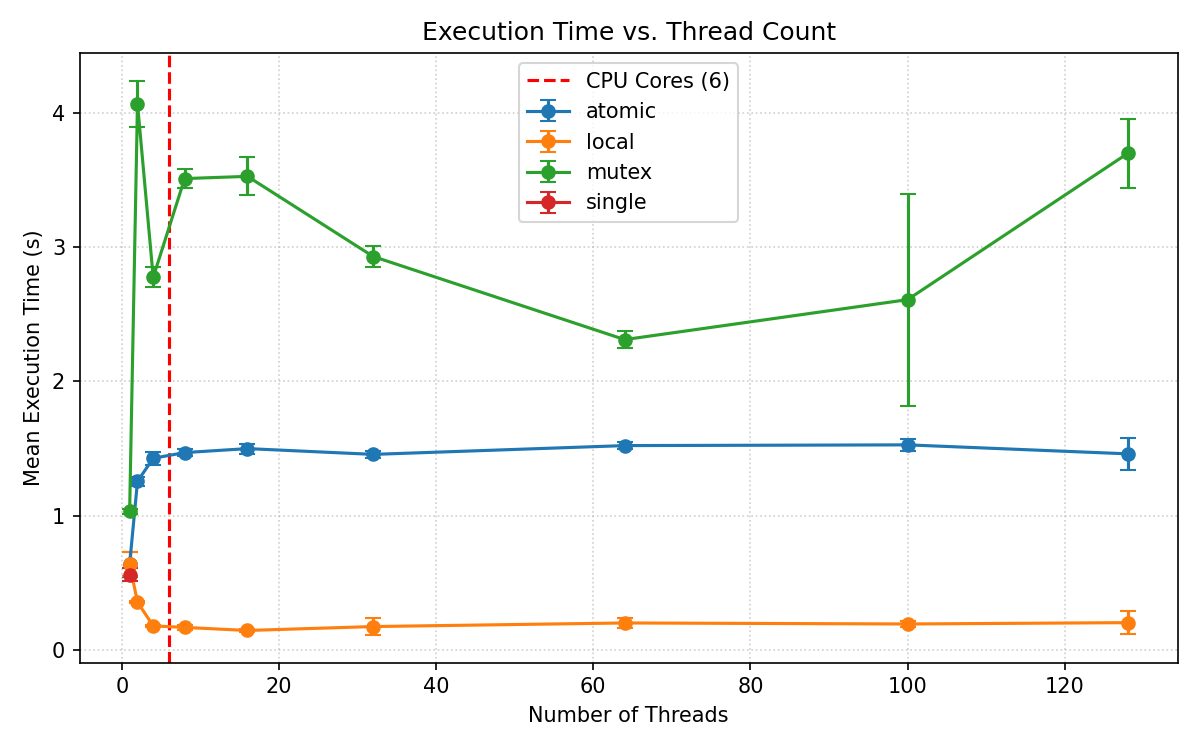 Execution Time vs. Thread Count
CPU Cores (6)
atomic
local
mutex
single
Mean Execution Time (s)
4
3
2
1
0
0 20 40 60 80 100 120
Number of Threads